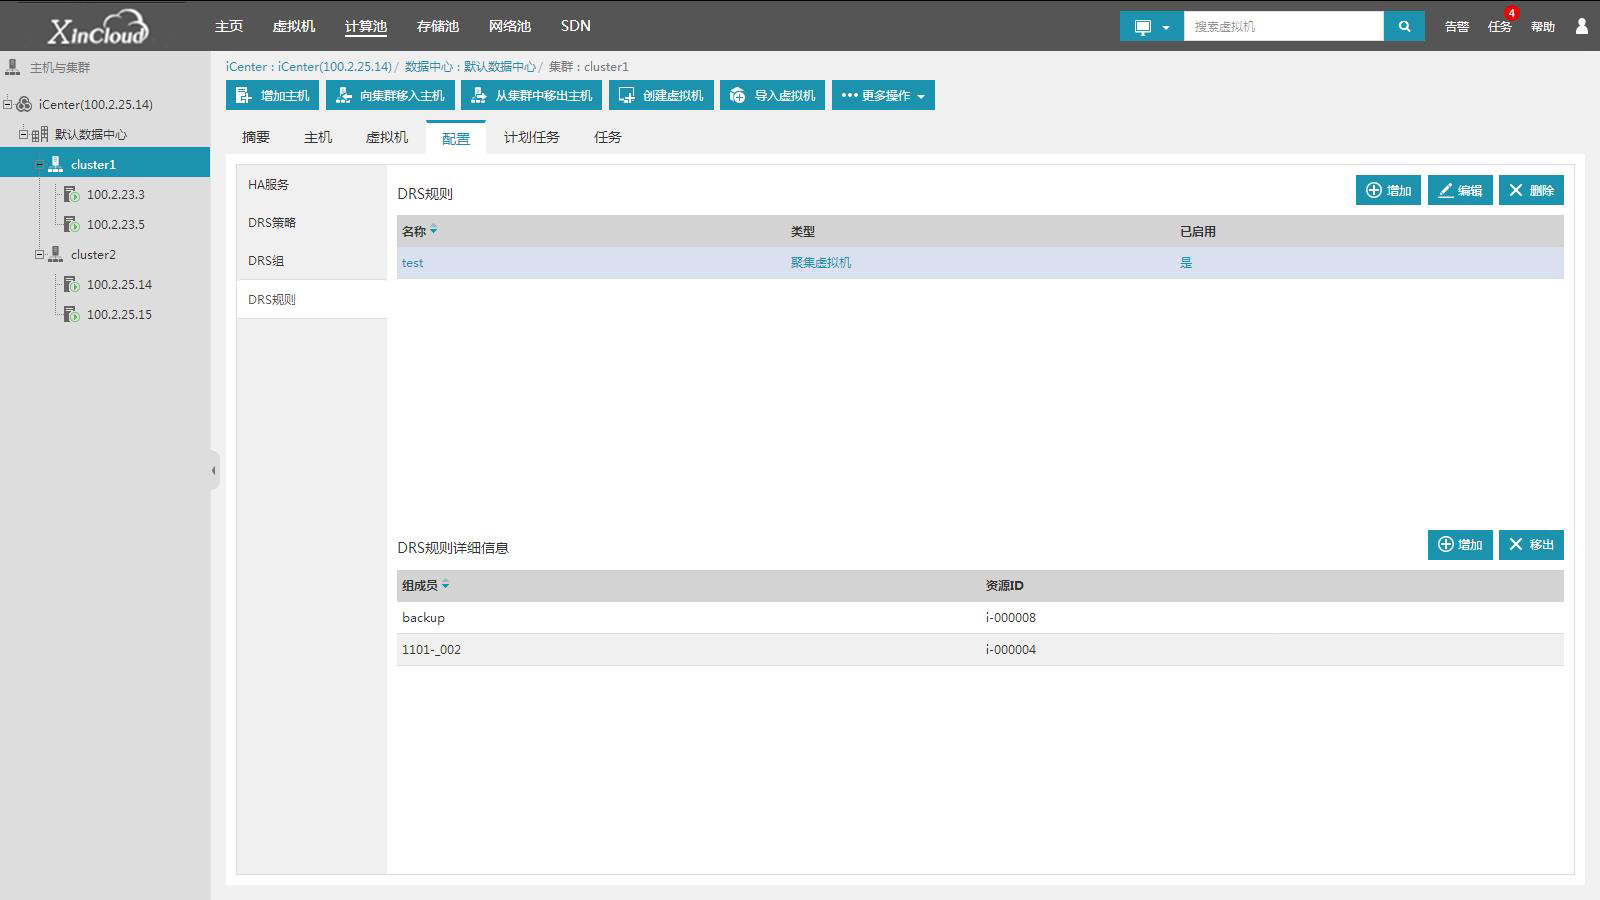 XinCloud
主页 虚拟机 计算池 存储池 网络池 SDN
搜索虚拟机
告警 任务 4 帮助
主机与集群
iCenter(100.2.25.14)
默认数据中心
cluster1
100.2.23.3
100.2.23.5
cluster2
100.2.25.14
100.2.25.15
iCenter : iCenter(100.2.25.14) / 数据中心 : 默认数据中心 / 集群 : cluster1
增加主机 向集群移入主机 从集群中移出主机 创建虚拟机 导入虚拟机 ••• 更多操作
摘要 主机 虚拟机 配置 计划任务 任务
HA服务
DRS策略
DRS组
DRS规则
DRS规则
增加 编辑 删除
名称 类型 已启用
test 聚集虚拟机 是
DRS规则详细信息
增加 移出
组成员 资源ID
backup i-000008
1101-_002 i-000004